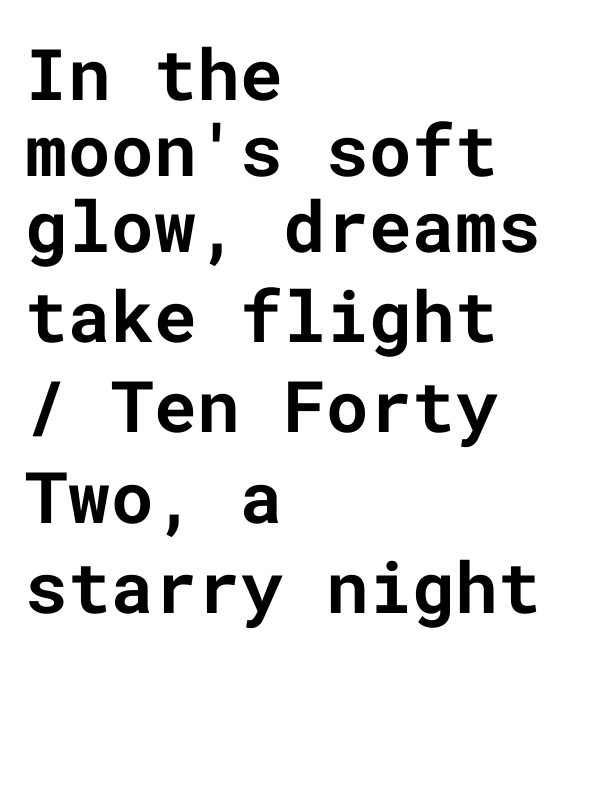 In the
moon's soft
glow, dreams
take flight
/ Ten Forty
Two, a
starry night